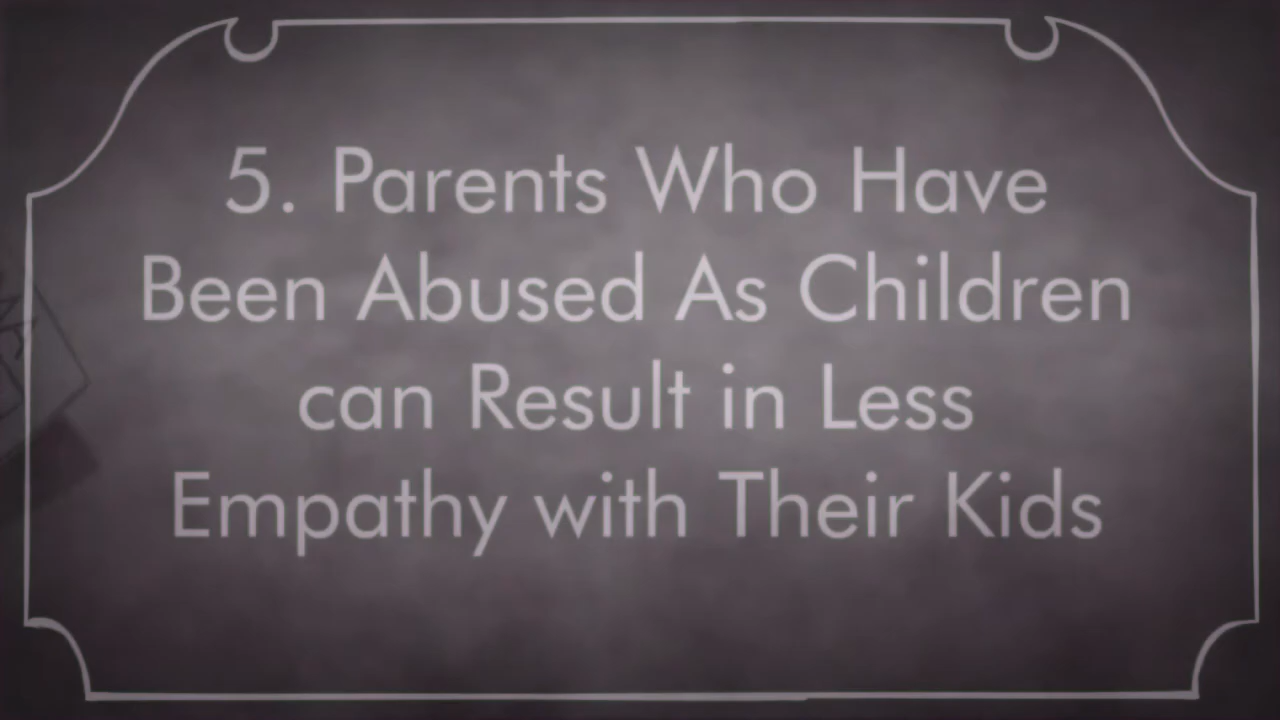 5. Parents Who Have
Been Abused As Children
can Result in Less
Empathy with Their Kids